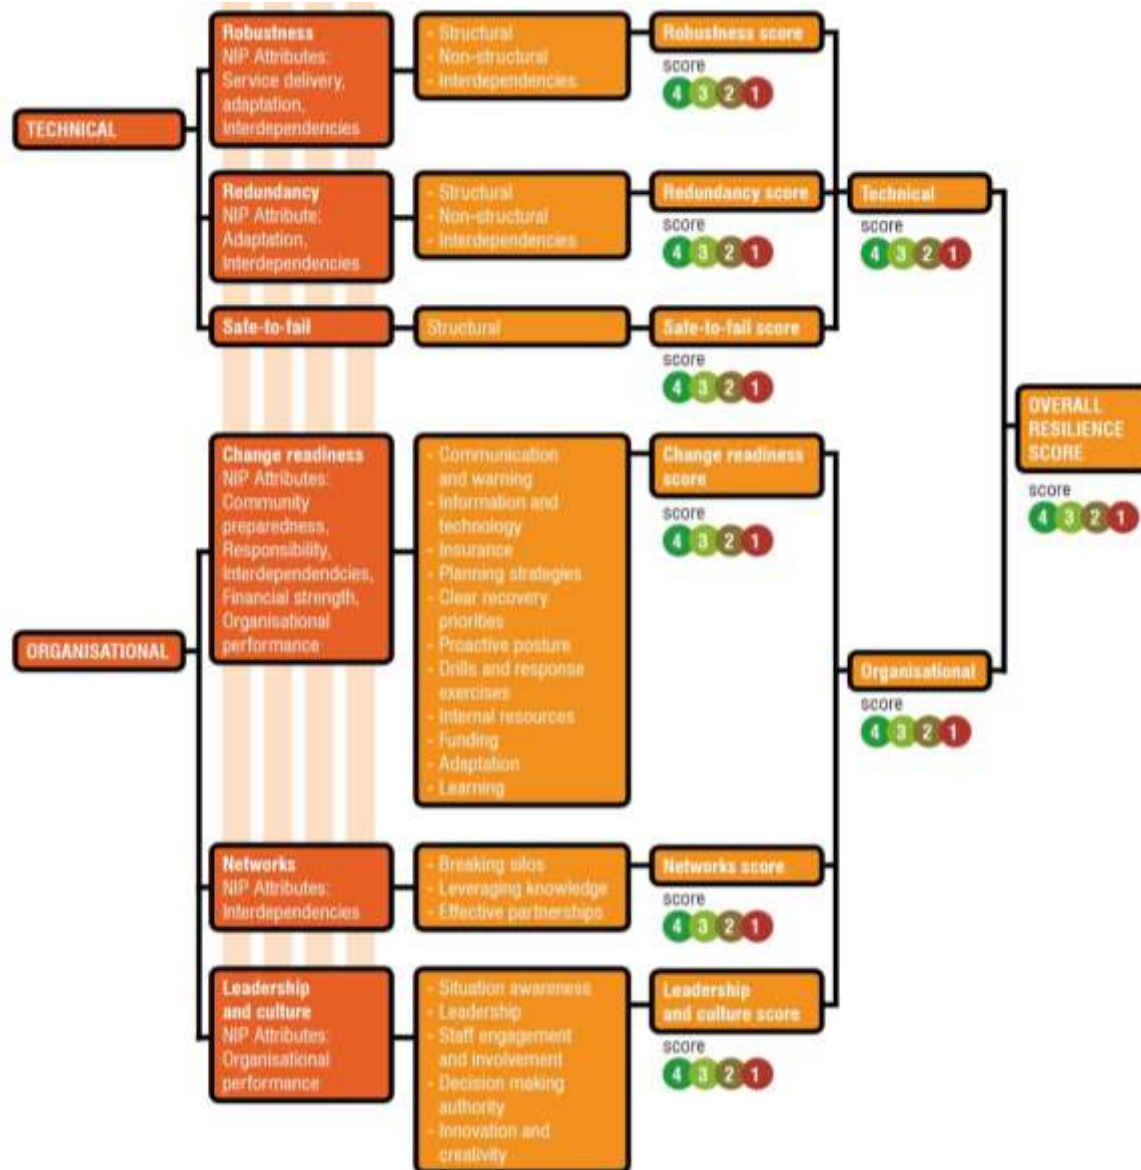 Robustness
NIP Attributes:
Service delivery,
adaptation,
Interdependencies
- Structural
- Non-structural
- Interdependencies
Robustness score
score
4 3 2 1
TECHNICAL
Redundancy
NIP Attribute:
Adaptation,
Interdependencies
- Structural
- Non-structural
- Interdependencies
Redundancy score
score
4 3 2 1
Technical
score
4 3 2 1
Safe-to-fail
Structural
Safe-to-fail score
score
4 3 2 1
OVERALL
RESILIENCE
SCORE
score
4 3 2 1
Change readiness
NIP Attributes:
Community
preparedness,
Responsibility,
Interdependendcies,
Financial strength,
Organisational
performance
- Communication
and warning
- Information and
technology
- Insurance
- Planning strategies
- Clear recovery
priorities
- Proactive posture
- Drills and response
exercises
- Internal resources
- Funding
- Adaptation
- Learning
Change readiness
score
score
4 3 2 1
ORGANISATIONAL
Organisational
score
4 3 2 1
Networks
NIP Attributes:
Interdependencies
- Breaking silos
- Leveraging knowledge
- Effective partnerships
Networks score
score
4 3 2 1
Leadership
and culture
NIP Attributes:
Organisational
performance
- Situation awareness
- Leadership
- Staff engagement
and involvement
- Decision making
authority
- Innovation and
creativity
Leadership
and culture score
score
4 3 2 1